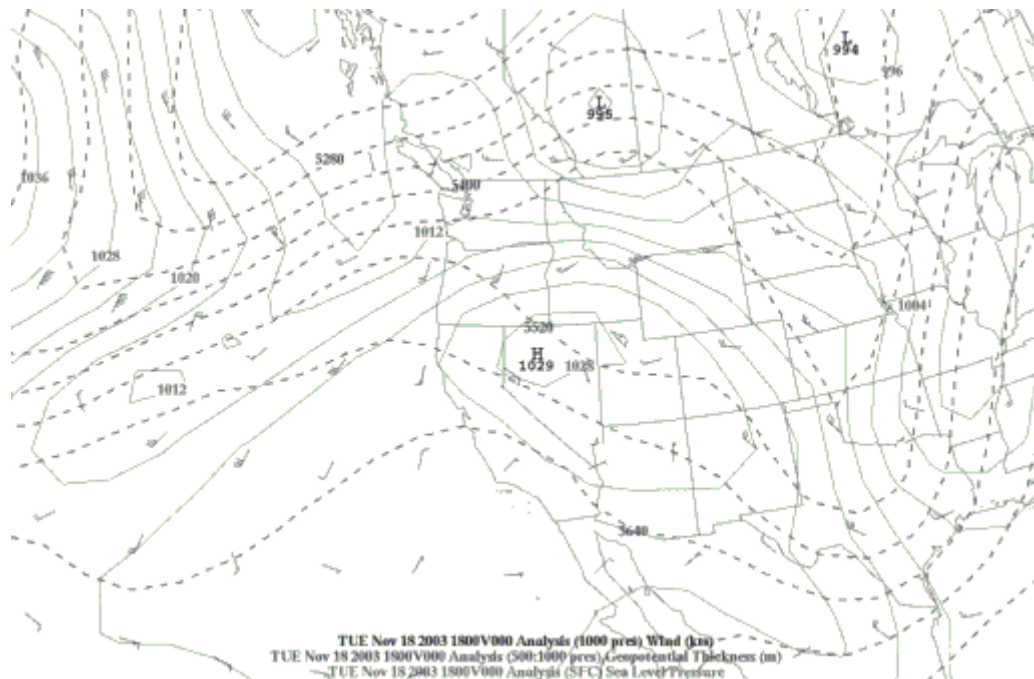 L
994
996
L
995
5280
1036
5400
1012
1028
1020
1004
5520
H
1029 1028
1012
5640
TUE Nov 18 2003 1800V000 Analysis (1000 pres) Wind (kts)
TUE Nov 18 2003 1800V000 Analysis (500:1000 pres) Geopotential Thickness (m)
TUE Nov 18 2003 1800V000 Analysis (SFC) Sea Level Pressure